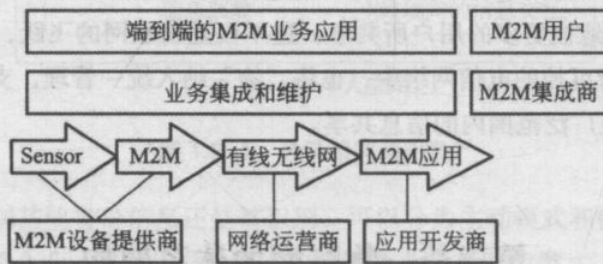 端到端的M2M业务应用 M2M用户
业务集成和维护 M2M集成商
Sensor M2M 有线无线网 M2M应用
M2M设备提供商 网络运营商 应用开发商